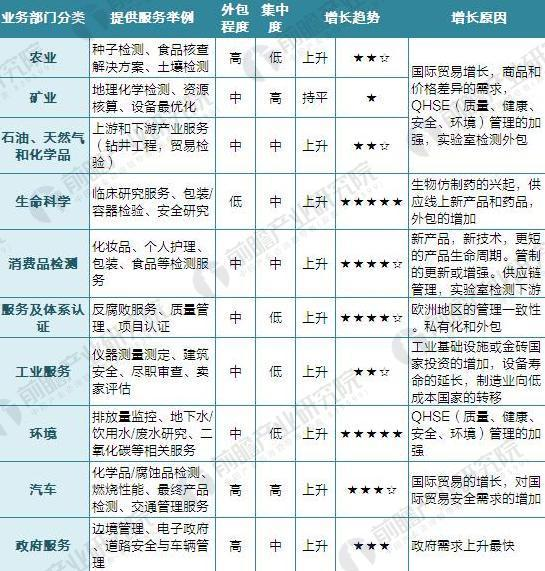 业务部门分类 提供服务举例 外包程度 集中度 增长趋势 增长原因
农业 种子检测、食品核查
解决方案、土壤检测 高 低 上升 ★★☆
国际贸易增长，商品和
价格差异的需求，
QHSE（质量、健康、
安全、环境）管理的加
强，实验室检测外包
矿业 地理化学检测、资源
核算、设备最优化 中 高 持平 ★
石油、天然气
和化学品 上游和下游产业服务
（钻井工程，贸易检
验） 中 中 上升 ★★☆
生命科学 临床研究服务、包装/
容器检验、安全研究 低 中 上升 ★★★★★
生物仿制药的兴起，供
应线上新产品和药品，
外包的增加
消费品检测 化妆品、个人护理、
包装、食品等检测服
务 中 中 上升 ★★★★☆
新产品，新技术，更短
的产品生命周期。管制
的更新或增强。供应链
管理，实验室检测下游
服务及体系认
证 反腐败服务、质量管
理、项目认证 中 低 上升 ★★★★☆
欧洲地区的管理一致性
。私有化和外包
工业服务 仪器测量测定、建筑
安全、尽职审查、卖
家评估 中 低 上升 ★★☆
工业基础设施或金砖国
家投资的增加，设备寿
命的延长，制造业向低
成本国家的转移
环境 排放量监控、地下水/
饮用水/废水研究、二
氧化碳等相关服务 中 低 上升 ★★★★★
QHSE（质量、健康、
安全、环境）管理的加
强
汽车 化学品/腐蚀品检测、
燃烧性能、最终产品
检测、交通管理服务 高 高 上升 ★★★☆
国际贸易的增长，对国
际贸易安全需求的增加
政府服务 边境管理、电子政府
、道路安全与车辆管
理 高 中 上升 ★★★
政府需求上升最快
前瞻产业研究院